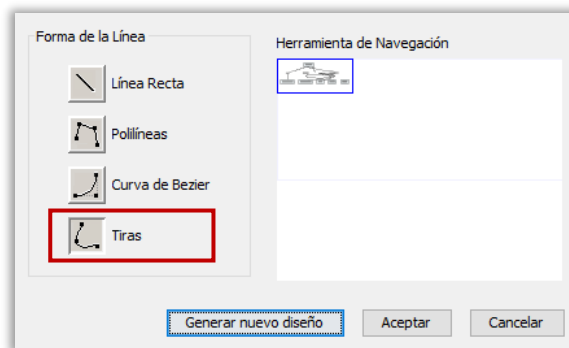 Forma de la Línea
Línea Recta
Polilíneas
Curva de Bezier
Tiras
Herramienta de Navegación
Generar nuevo diseño
Aceptar
Cancelar